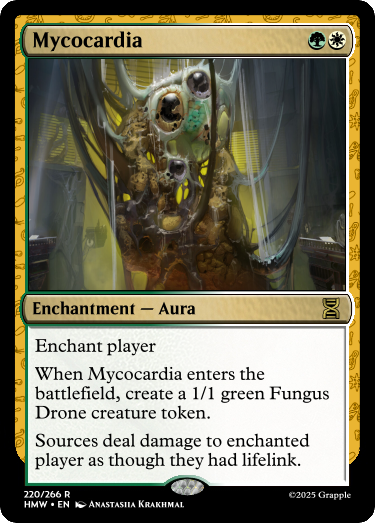 Mycocardia
Enchantment — Aura
Enchant player
When Mycocardia enters the
battlefield, create a 1/1 green Fungus
Drone creature token.
Sources deal damage to enchanted
player as though they had lifelink.
220/266 R
HMW • EN Anastasiia Krakhmal
©2025 Grapple